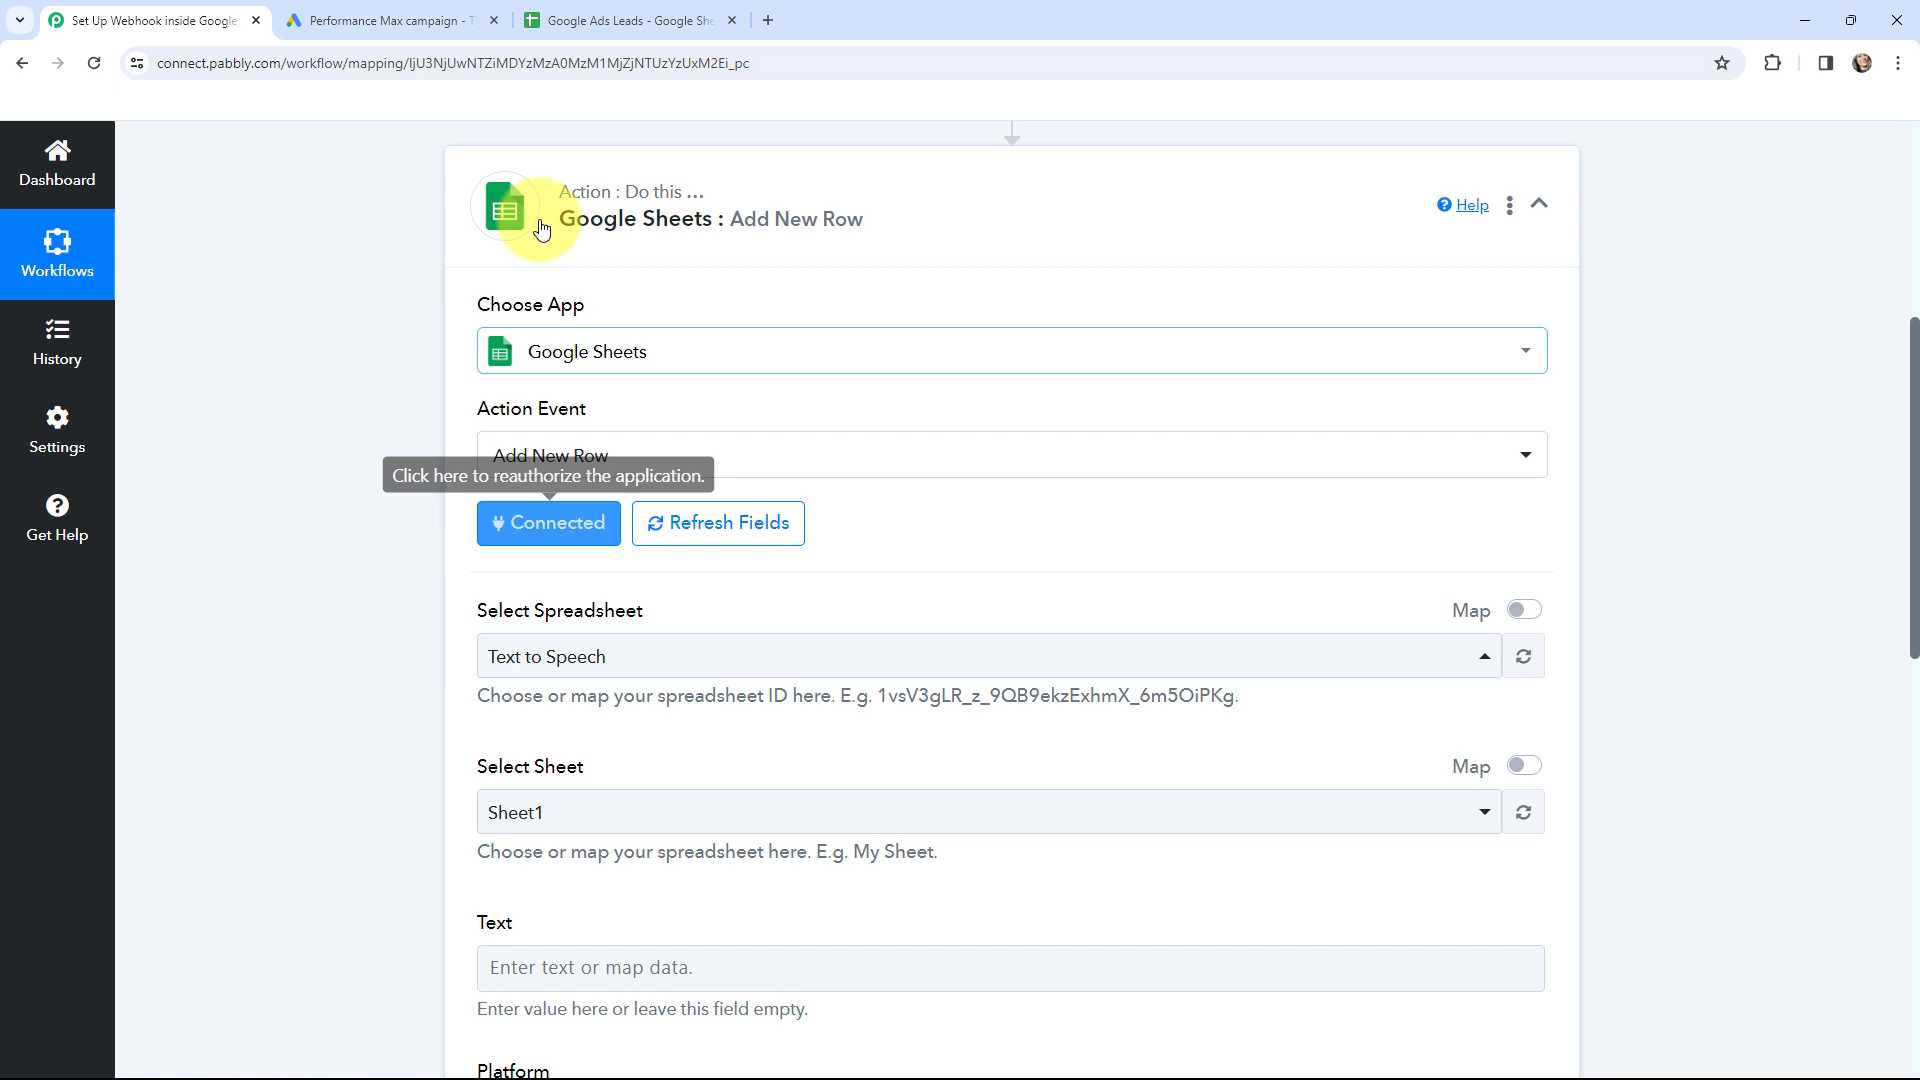 Set Up Webhook inside Google
Performance Max campaign - T
Google Ads Leads - Google She
connect.pabbly.com/workflow/mapping/IjU3NjUwNTZiMDYzMzA0MzM1MjZjNTUzYzUxM2Ei_pc
Dashboard
Workflows
History
Settings
Get Help
Action : Do this ...
Google Sheets : Add New Row
Help
Choose App
Google Sheets
Action Event
Add New Row
Click here to reauthorize the application.
Connected
Refresh Fields
Select Spreadsheet
Map
Text to Speech
Choose or map your spreadsheet ID here. E.g. 1vsV3gLR_z_9QB9ekzExhmX_6m5OiPKg.
Select Sheet
Map
Sheet1
Choose or map your spreadsheet here. E.g. My Sheet.
Text
Enter text or map data.
Enter value here or leave this field empty.
Platform